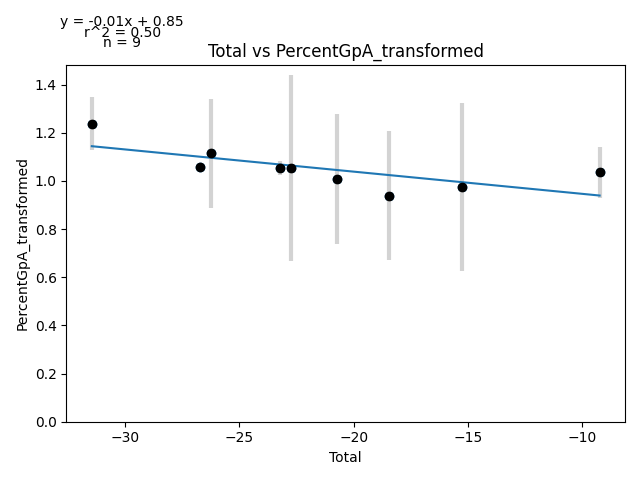 y = -0.01x + 0.85
r^2 = 0.50
n = 9
Total vs PercentGpA_transformed
PercentGpA_transformed
1.4
1.2
1.0
0.8
0.6
0.4
0.2
0.0
−30
−25
−20
−15
−10
Total